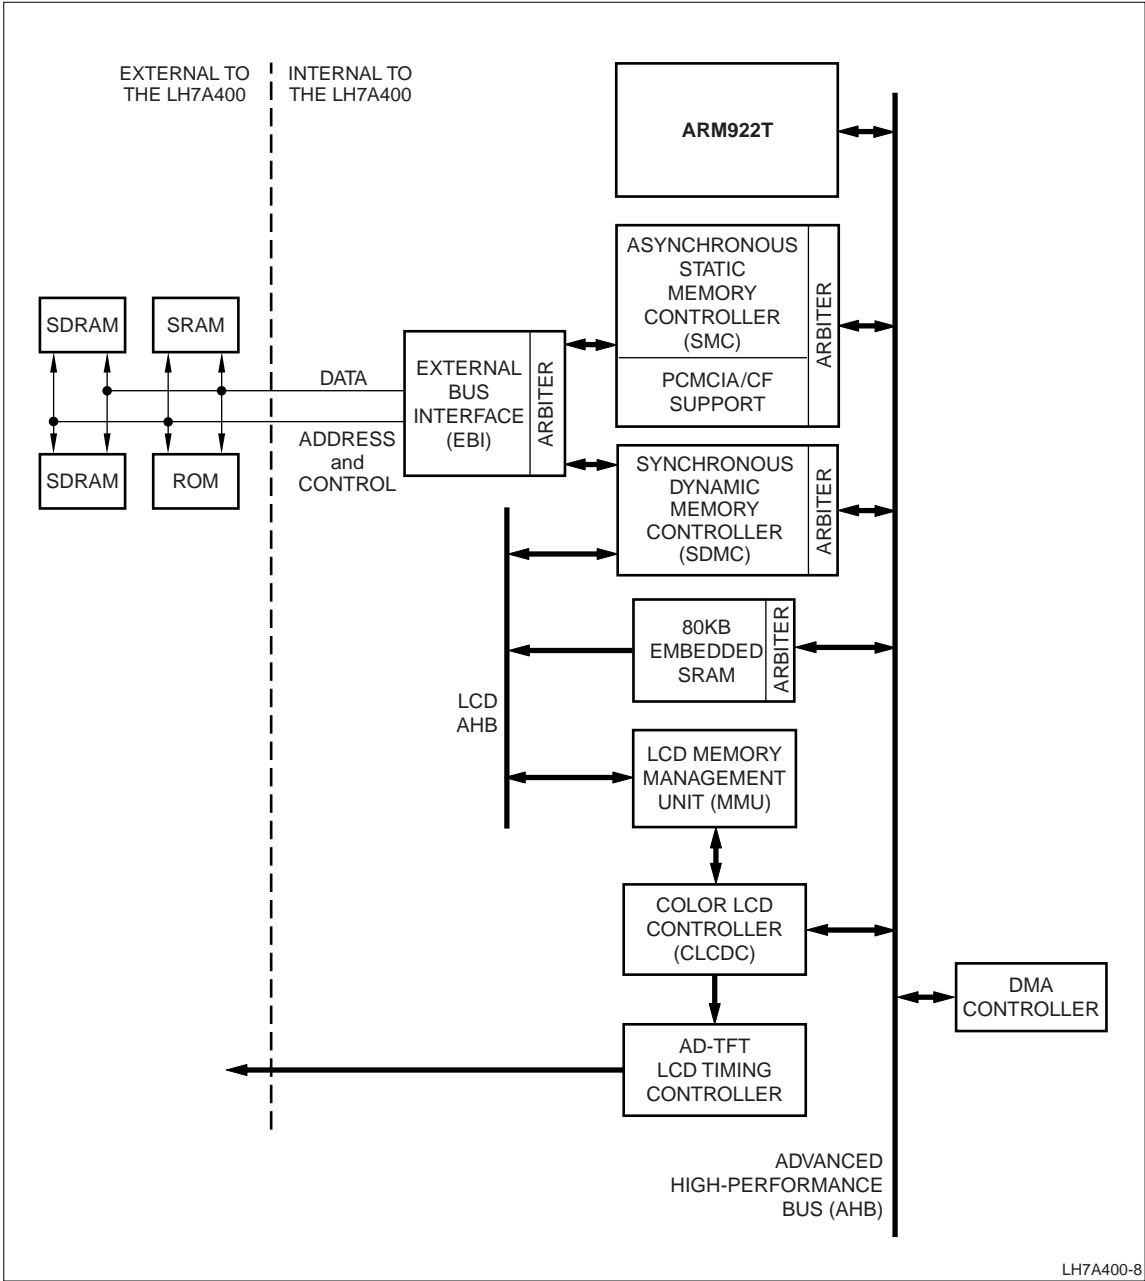 EXTERNAL TO
THE LH7A400
INTERNAL TO
THE LH7A400
ARM922T
ASYNCHRONOUS
STATIC
MEMORY
CONTROLLER
(SMC)
PCMCIA/CF
SUPPORT
ARBITER
SDRAM
SRAM
SDRAM
ROM
DATA
ADDRESS
and
CONTROL
EXTERNAL
BUS
INTERFACE
(EBI)
ARBITER
SYNCHRONOUS
DYNAMIC
MEMORY
CONTROLLER
(SDMC)
ARBITER
80KB
EMBEDDED
SRAM
ARBITER
LCD
AHB
LCD MEMORY
MANAGEMENT
UNIT (MMU)
COLOR LCD
CONTROLLER
(CLCDC)
DMA
CONTROLLER
AD-TFT
LCD TIMING
CONTROLLER
ADVANCED
HIGH-PERFORMANCE
BUS (AHB)
LH7A400-8